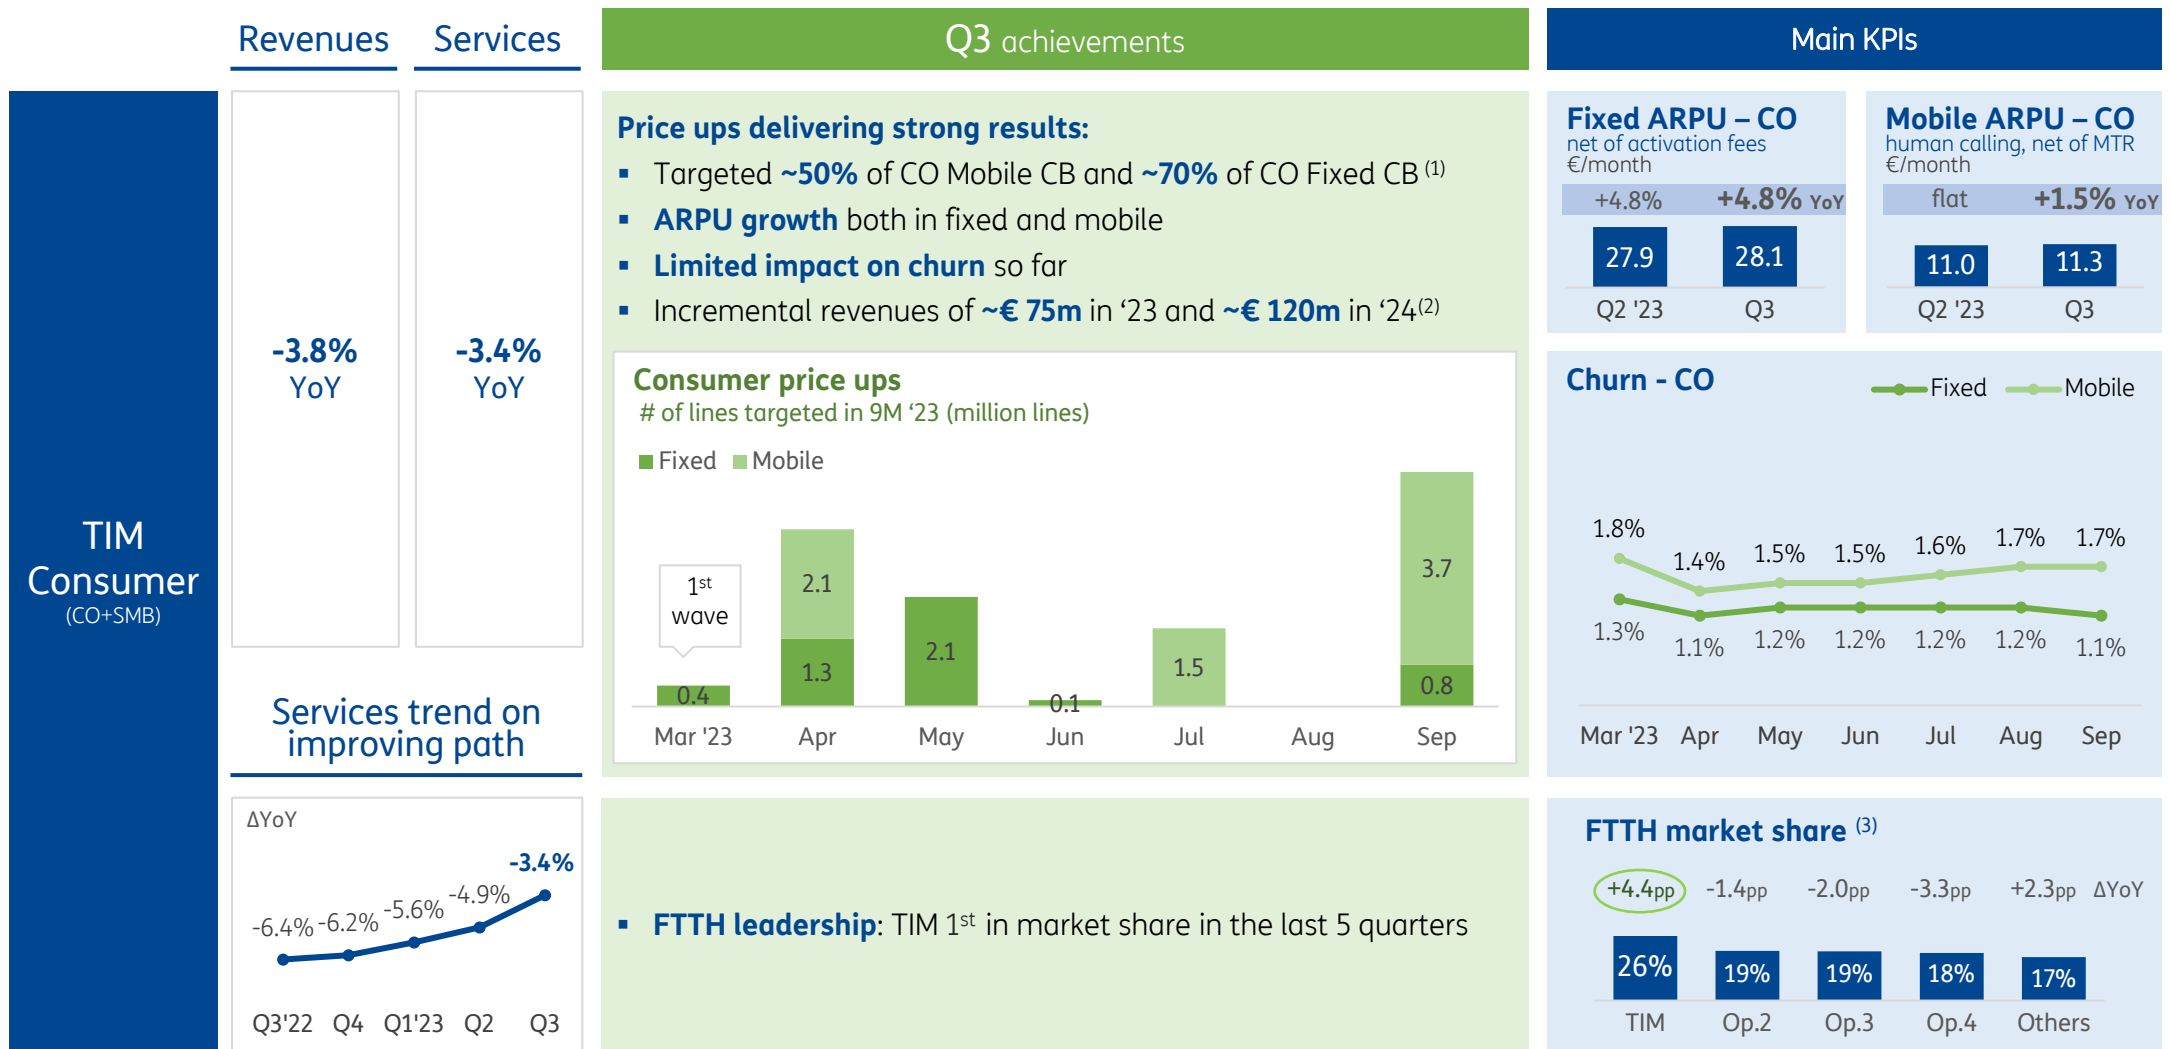 Revenues
Services
Q3 achievements
Main KPIs
TIM
Consumer
(CO+SMB)
-3.8%
YoY
-3.4%
YoY
Services trend on
improving path
ΔYoY
-6.4%
-6.2%
-5.6%
-4.9%
-3.4%
Q3'22
Q4
Q1'23
Q2
Q3
Price ups delivering strong results:
▪ Targeted ~50% of CO Mobile CB and ~70% of CO Fixed CB (1)
▪ ARPU growth both in fixed and mobile
▪ Limited impact on churn so far
▪ Incremental revenues of ~€ 75m in ‘23 and ~€ 120m in ‘24(2)
Consumer price ups
# of lines targeted in 9M ‘23 (million lines)
Fixed
Mobile
1st
wave
0.4
2.1
1.3
2.1
0.1
1.5
3.7
0.8
Mar '23
Apr
May
Jun
Jul
Aug
Sep
▪ FTTH leadership: TIM 1st in market share in the last 5 quarters
Fixed ARPU – CO
net of activation fees
€/month
+4.8%
+4.8% YoY
27.9
28.1
Q2 '23
Q3
Mobile ARPU – CO
human calling, net of MTR
€/month
flat
+1.5% YoY
11.0
11.3
Q2 '23
Q3
Churn - CO
Fixed
Mobile
1.8%
1.4%
1.5%
1.5%
1.6%
1.7%
1.7%
1.3%
1.1%
1.2%
1.2%
1.2%
1.2%
1.1%
Mar '23
Apr
May
Jun
Jul
Aug
Sep
FTTH market share (3)
+4.4pp
-1.4pp
-2.0pp
-3.3pp
+2.3pp
ΔYoY
26%
19%
19%
18%
17%
TIM
Op.2
Op.3
Op.4
Others